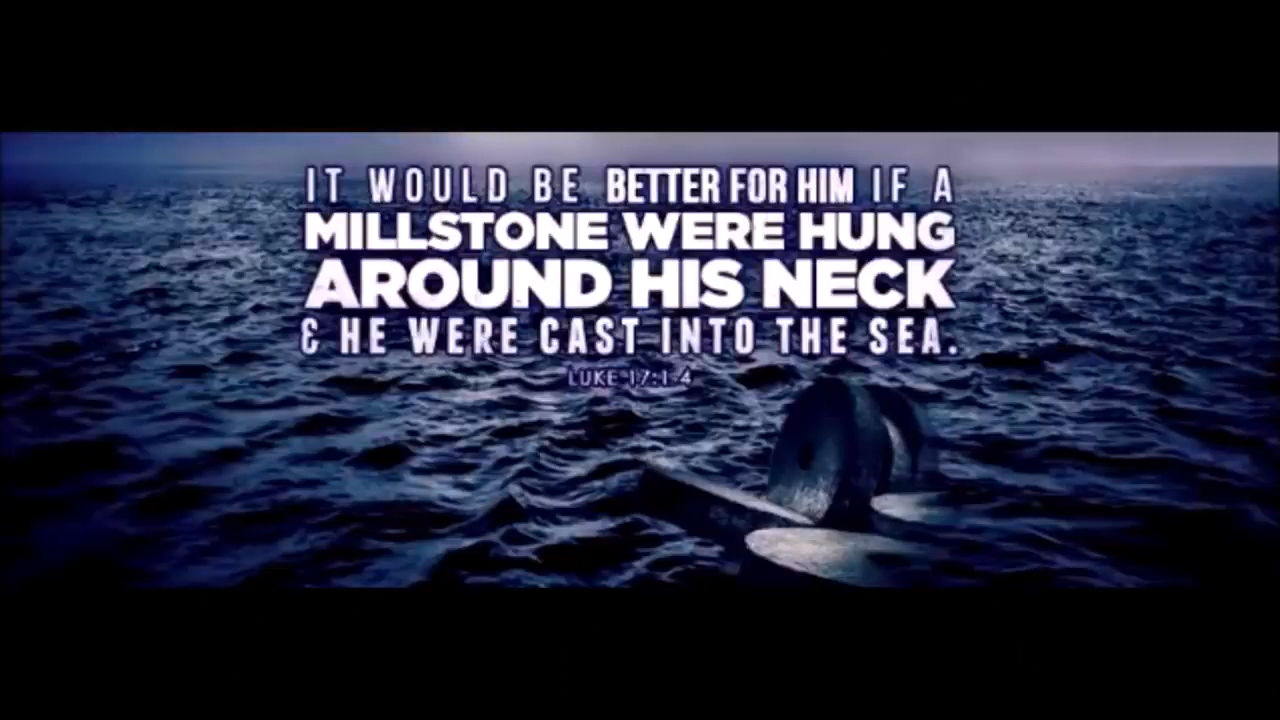 IT WOULD BE BETTER FOR HIM IF A
MILLSTONE WERE HUNG
AROUND HIS NECK
& HE WERE CAST INTO THE SEA.
LUKE 17:1-4